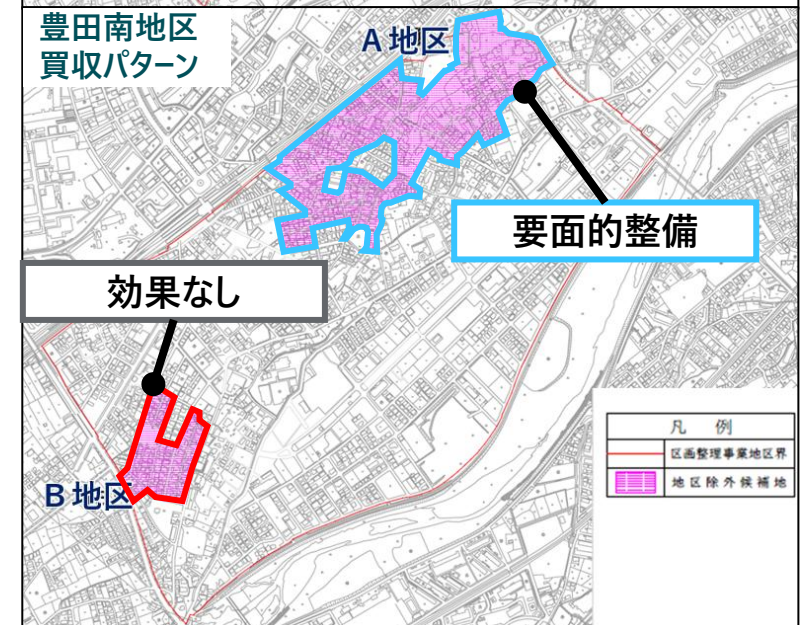 豊田南地区
買収パターン
A地区
要面的整備
効果なし
B地区
凡 例
区画整理事業地区界
地区除外候補地